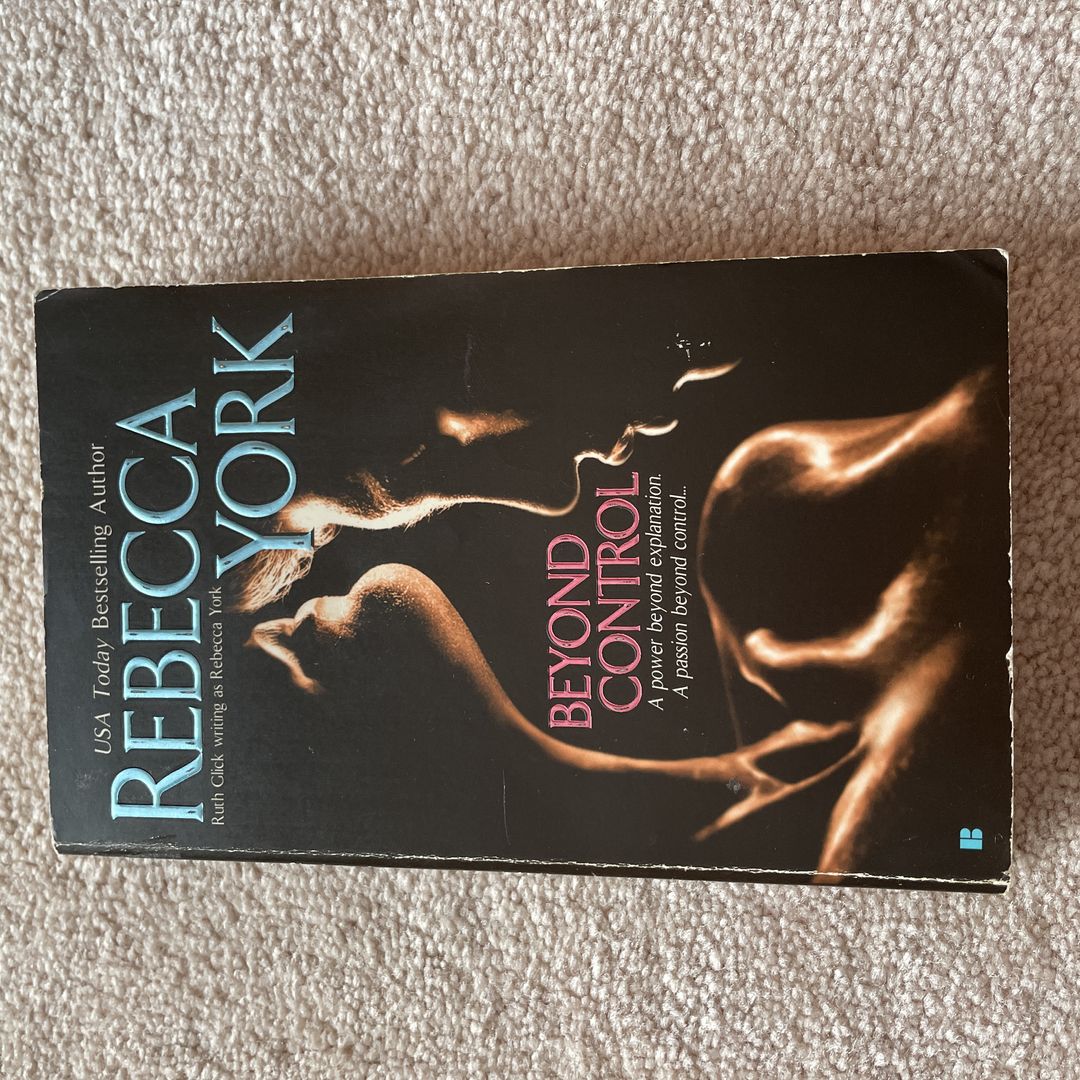 USA Today Bestselling Author
REBECCA
Ruth Glick writing as Rebecca York
YORK
BEYOND
CONTROL
A power beyond explanation.
A passion beyond control...
B